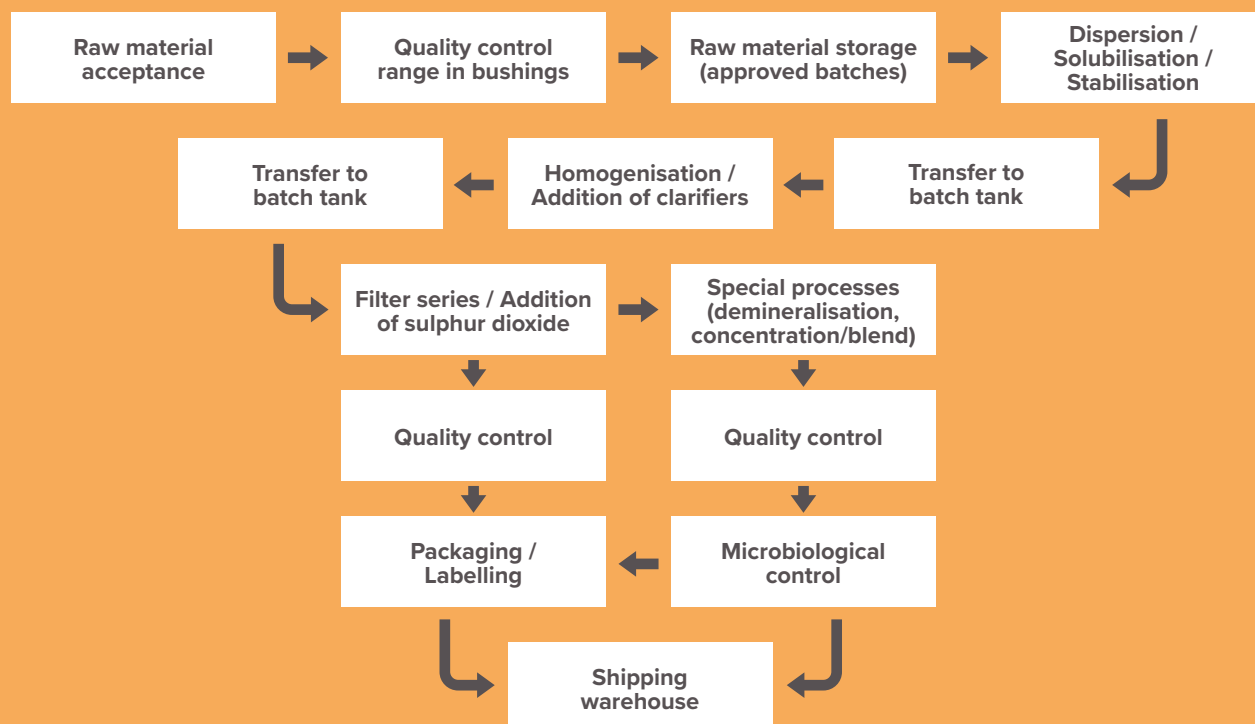 Raw material
acceptance
Quality control
range in bushings
Raw material storage
(approved batches)
Dispersion /
Solubilisation /
Stabilisation
Transfer to
batch tank
Homogenisation /
Addition of clarifiers
Transfer to
batch tank
Filter series / Addition
of sulphur dioxide
Special processes
(demineralisation,
concentration/blend)
Quality control
Quality control
Packaging /
Labelling
Microbiological
control
Shipping
warehouse